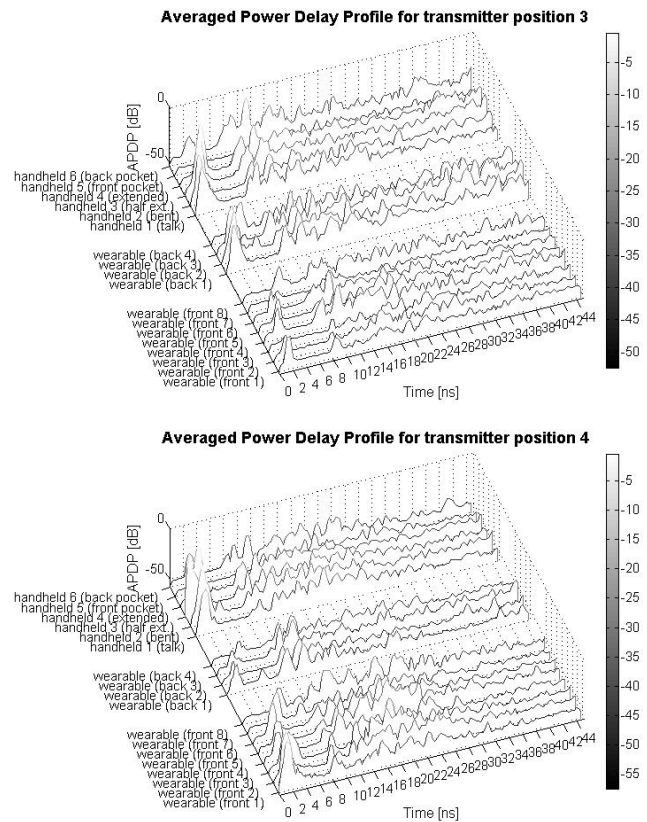 Averaged Power Delay Profile for transmitter position 3
0
-50
APDP [dB]
handheld 6 (back pocket)
handheld 5 (front pocket)
handheld 4 (extended)
handheld 3 (half ext.)
handheld 2 (bent)
handheld 1 (talk)
wearable (back 4)
wearable (back 3)
wearable (back 2)
wearable (back 1)
wearable (front 8)
wearable (front 7)
wearable (front 6)
wearable (front 5)
wearable (front 4)
wearable (front 3)
wearable (front 2)
wearable (front 1)
0 2 4 6 8 10 12 14 16 18 20 22 24 26 28 30 32 34 36 38 40 42 44
Time [ns]
-5
-10
-15
-20
-25
-30
-35
-40
-45
-50
Averaged Power Delay Profile for transmitter position 4
0
-50
APDP [dB]
handheld 6 (back pocket)
handheld 5 (front pocket)
handheld 4 (extended)
handheld 3 (half ext.)
handheld 2 (bent)
handheld 1 (talk)
wearable (back 4)
wearable (back 3)
wearable (back 2)
wearable (back 1)
wearable (front 8)
wearable (front 7)
wearable (front 6)
wearable (front 5)
wearable (front 4)
wearable (front 3)
wearable (front 2)
wearable (front 1)
0 2 4 6 8 10 12 14 16 18 20 22 24 26 28 30 32 34 36 38 40 42 44
Time [ns]
-5
-10
-15
-20
-25
-30
-35
-40
-45
-50
-55